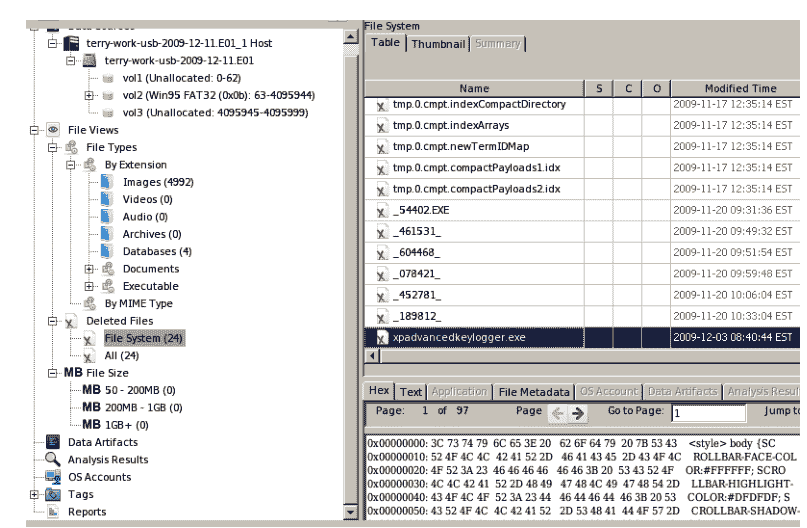 Data Sources
terry-work-usb-2009-12-11.E01_1 Host
terry-work-usb-2009-12-11.E01
vol1 (Unallocated: 0-62)
vol2 (Win95 FAT32 (0x0b): 63-4095944)
vol3 (Unallocated: 4095945-4095999)
File Views
File Types
By Extension
Images (4992)
Videos (0)
Audio (0)
Archives (0)
Databases (4)
Documents
Executable
By MIME Type
Deleted Files
File System (24)
All (24)
MB File Size
MB 50 - 200MB (0)
MB 200MB - 1GB (0)
MB 1GB+ (0)
Data Artifacts
Analysis Results
OS Accounts
Tags
Reports
File System
Table Thumbnail Summary
Name S C O Modified Time
tmp.0.cmpt.indexCompactDirectory 2009-11-17 12:35:14 EST
tmp.0.cmpt.indexArrays 2009-11-17 12:35:14 EST
tmp.0.cmpt.newTermIDMap 2009-11-17 12:35:14 EST
tmp.0.cmpt.compactPayloads1.idx 2009-11-17 12:35:14 EST
tmp.0.cmpt.compactPayloads2.idx 2009-11-17 12:35:14 EST
_54402.EXE 2009-11-20 09:31:36 EST
_461531_ 2009-11-20 09:49:32 EST
_604468_ 2009-11-20 09:51:54 EST
_078421_ 2009-11-20 09:59:48 EST
_452781_ 2009-11-20 10:06:04 EST
_189812_ 2009-11-20 10:33:04 EST
xpadvancedkeylogger.exe 2009-12-03 08:40:44 EST
Hex Text Application File Metadata OS Account Data Artifacts Analysis Resul
Page: 1 of 97 Page Go to Page: 1 Jump to
0x00000000: 3C 73 74 79 6C 65 3E 20 62 6F 64 79 20 7B 53 43 <style> body {SC
0x00000010: 52 4F 4C 4C 42 41 52 2D 46 41 43 45 2D 43 4F 4C ROLLBAR-FACE-COL
0x00000020: 4F 52 3A 23 46 46 46 46 46 46 3B 20 53 43 52 4F OR:#FFFFFF; SCRO
0x00000030: 4C 4C 42 41 52 2D 48 49 47 48 4C 49 47 48 54 2D LLBAR-HIGHLIGHT-
0x00000040: 43 4F 4C 4F 52 3A 23 44 46 44 46 44 46 3B 20 53 COLOR:#DFDFDF; S
0x00000050: 43 52 4F 4C 4C 42 41 52 2D 53 48 41 44 4F 57 2D CROLLBAR-SHADOW-